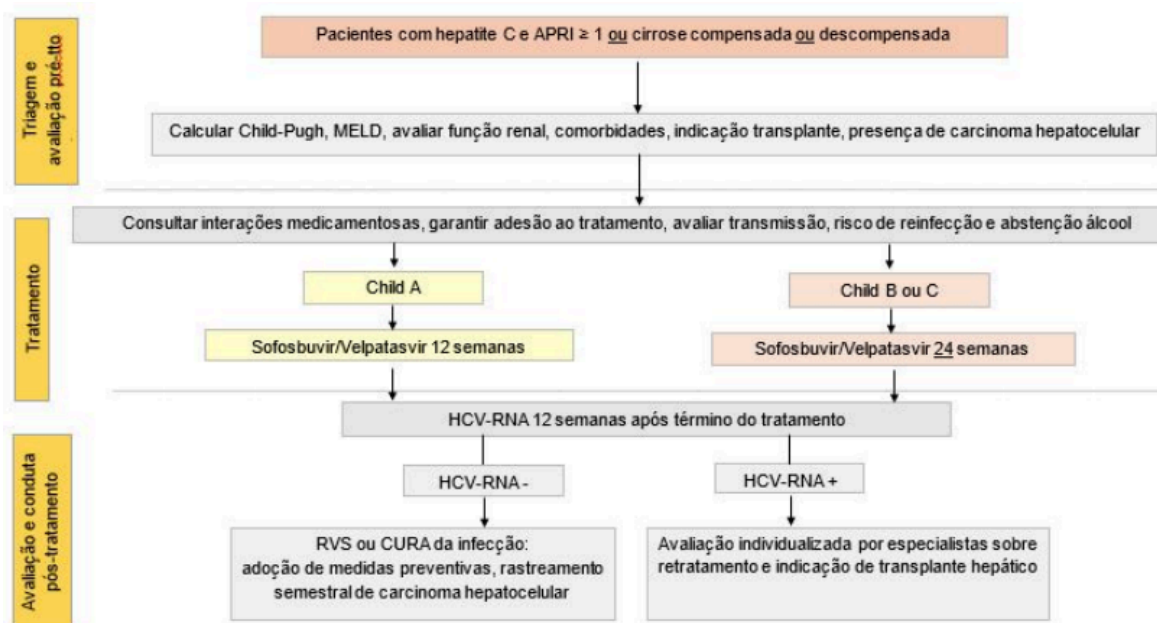 Triagem e
avaliação pré-tto
Pacientes com hepatite C e APRI ≥ 1 ou cirrose compensada ou descompensada
Calcular Child-Pugh, MELD, avaliar função renal, comorbidades, indicação transplante, presença de carcinoma hepatocelular
Tratamento
Consultar interações medicamentosas, garantir adesão ao tratamento, avaliar transmissão, risco de reinfecção e abstenção álcool
Child A
Child B ou C
Sofosbuvir/Velpatasvir 12 semanas
Sofosbuvir/Velpatasvir 24 semanas
Avaliação e conduta
pós-tratamento
HCV-RNA 12 semanas após término do tratamento
HCV-RNA -
HCV-RNA +
RVS ou CURA da infecção:
adoção de medidas preventivas, rastreamento
semestral de carcinoma hepatocelular
Avaliação individualizada por especialistas sobre
retratamento e indicação de transplante hepático